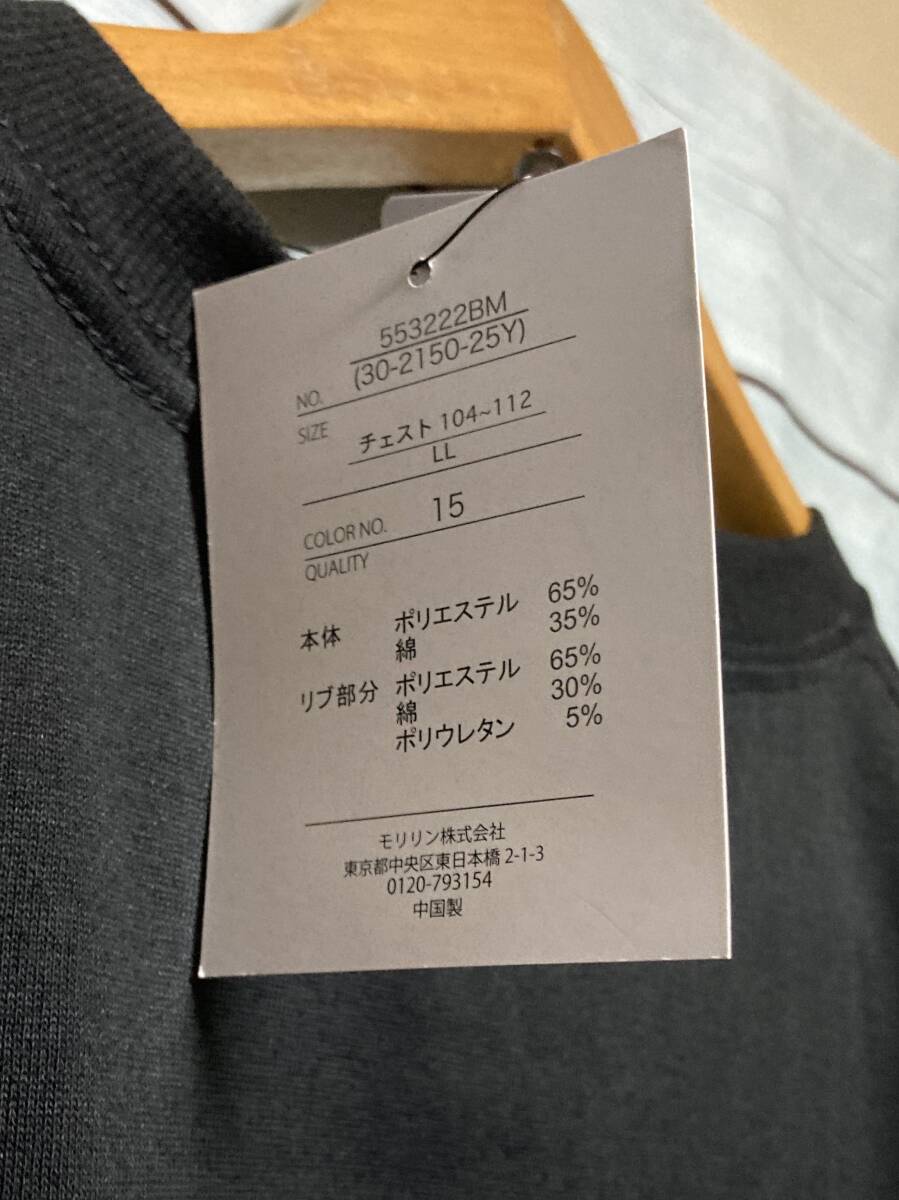 553222BM
NO. (30-2150-25Y)
SIZE チェスト 104~112
LL
COLOR NO. 15
QUALITY
本体 ポリエステル 65%
綿 35%
リブ部分 ポリエステル 65%
綿 30%
ポリウレタン 5%
モリリン株式会社
東京都中央区東日本橋 2-1-3
0120-793154
中国製